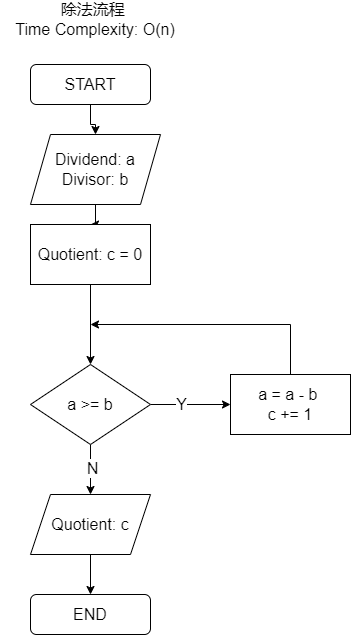 除法流程
Time Complexity: O(n)
START
Dividend: a
Divisor: b
Quotient: c = 0
a >= b
Y
a = a - b
c += 1
N
Quotient: c
END